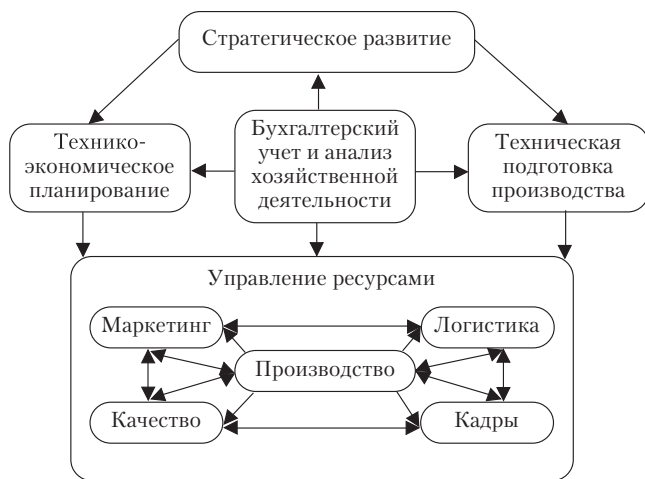 Стратегическое развитие
Технико-
экономическое
планирование
Бухгалтерский
учет и анализ
хозяйственной
деятельности
Техническая
подготовка
производства
Управление ресурсами
Маркетинг
Логистика
Производство
Качество
Кадры